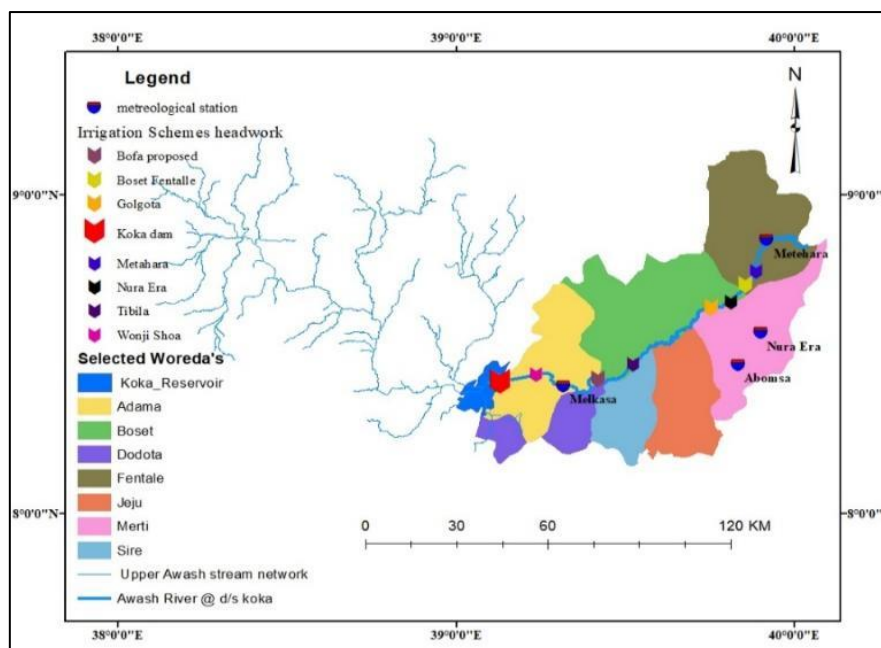 38°0'0"E 39°0'0"E 40°0'0"E
Legend
metreological station
Irrigation Schemes headwork
Bofa proposed
Boset Fentalle
Golgota
Koka dam
Metahara
Nura Era
Tibila
Wonji Shoa
Selected Woreda's
Koka_Reservoir
Adama
Boset
Dodota
Fentale
Jeju
Merti
Sire
Upper Awash stream network
Awash River @ d/s koka
N
9°0'0"N 9°0'0"N
Metehara
Nura Era
Abomsa
Melkasa
8°0'0"N 8°0'0"N
0 30 60 120 KM
38°0'0"E 39°0'0"E 40°0'0"E